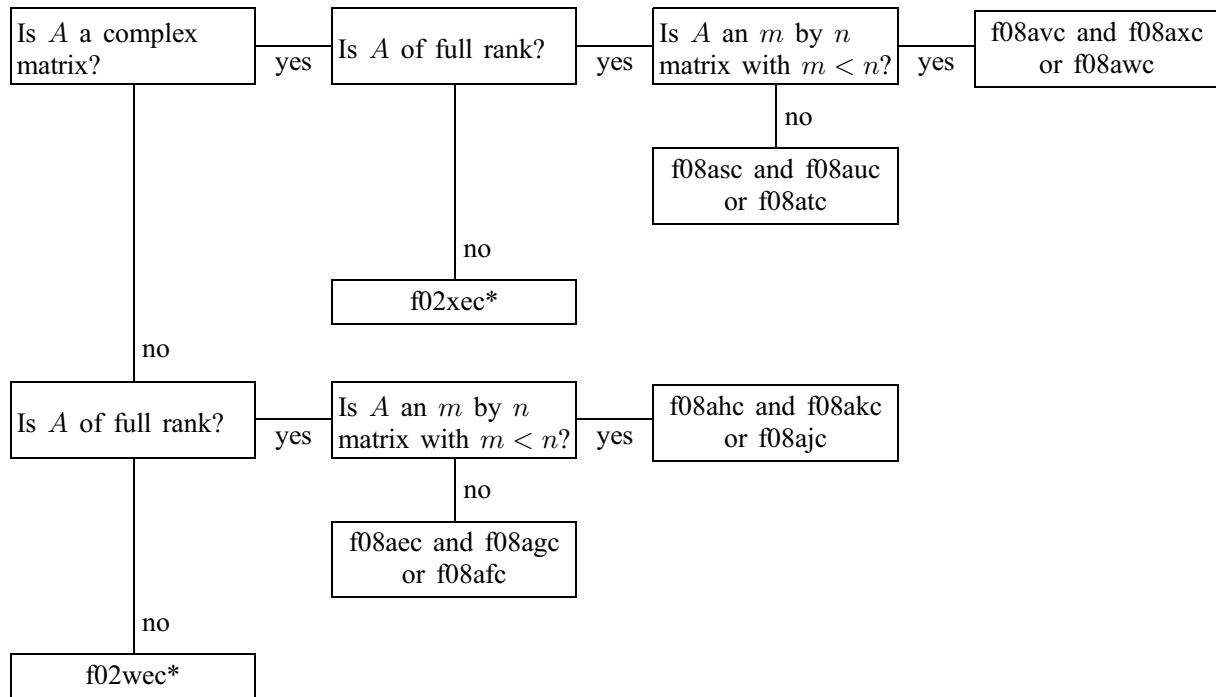 Is A a complex
matrix?
yes
Is A of full rank?
yes
Is A an m by n
matrix with m < n?
yes
f08avc and f08axc
or f08awc
no
f08asc and f08auc
or f08atc
no
f02xec*
no
Is A of full rank?
yes
Is A an m by n
matrix with m < n?
yes
f08ahc and f08akc
or f08ajc
no
f08aec and f08agc
or f08afc
no
f02wec*